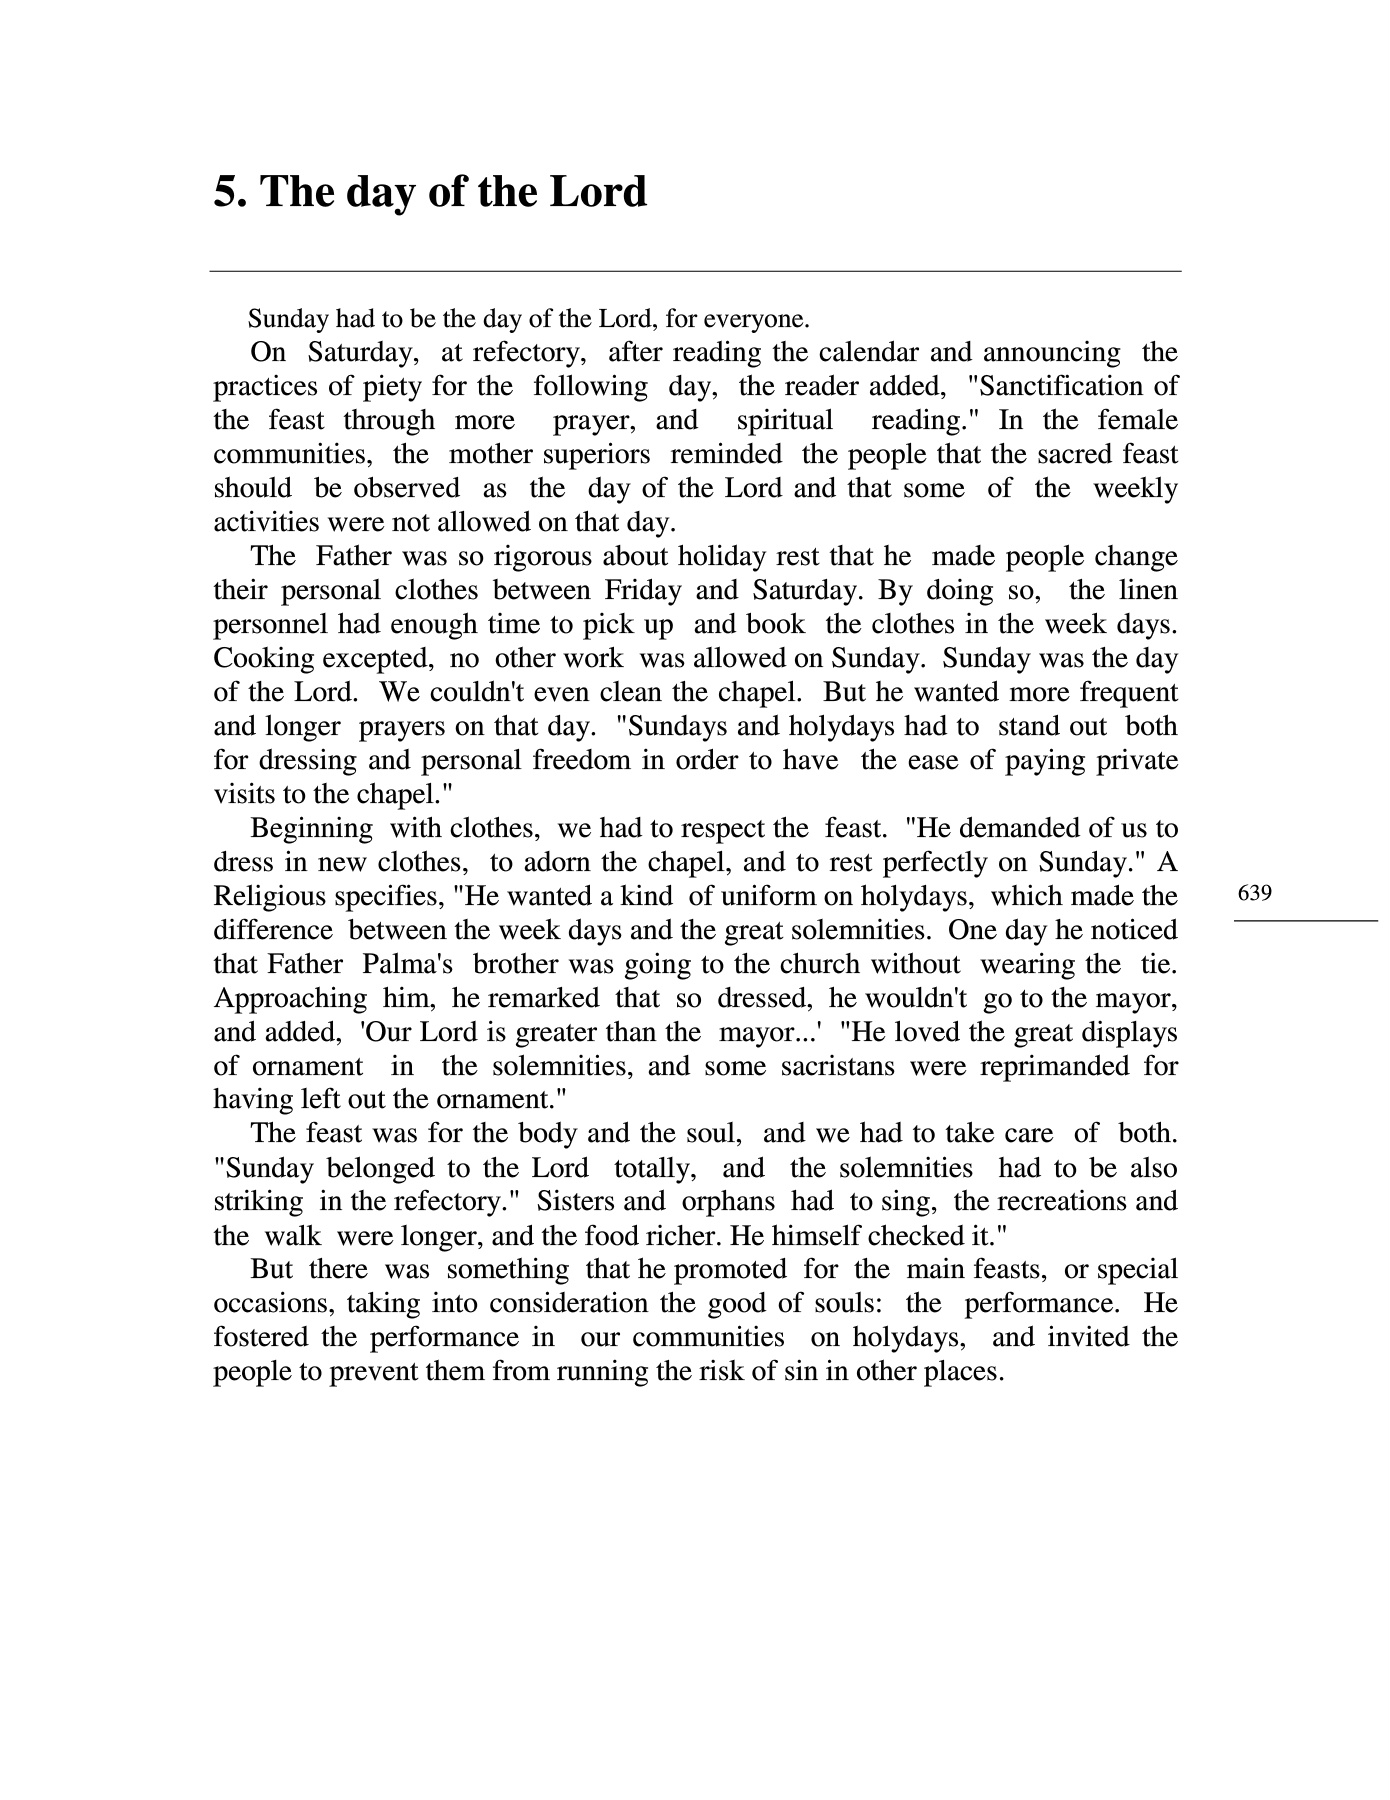 5. The day of the Lord
Sunday had to be the day of the Lord, for everyone.
On Saturday, at refectory, after reading the calendar and announcing the
practices of piety for the following day, the reader added, "Sanctification of
the feast through more prayer, and spiritual reading." In the female
communities, the mother superiors reminded the people that the sacred feast
should be observed as the day of the Lord and that some of the weekly
activities were not allowed on that day.
The Father was so rigorous about holiday rest that he made people change
their personal clothes between Friday and Saturday. By doing so, the linen
personnel had enough time to pick up and book the clothes in the week days.
Cooking excepted, no other work was allowed on Sunday. Sunday was the day
of the Lord. We couldn't even clean the chapel. But he wanted more frequent
and longer prayers on that day. "Sundays and holydays had to stand out both
for dressing and personal freedom in order to have the ease of paying private
visits to the chapel."
Beginning with clothes, we had to respect the feast. "He demanded of us to
dress in new clothes, to adorn the chapel, and to rest perfectly on Sunday." A
Religious specifies, "He wanted a kind of uniform on holydays, which made the
difference between the week days and the great solemnities. One day he noticed
that Father Palma's brother was going to the church without wearing the tie.
Approaching him, he remarked that so dressed, he wouldn't go to the mayor,
and added, 'Our Lord is greater than the mayor...' "He loved the great displays
of ornament in the solemnities, and some sacristans were reprimanded for
having left out the ornament."
The feast was for the body and the soul, and we had to take care of both.
"Sunday belonged to the Lord totally, and the solemnities had to be also
striking in the refectory." Sisters and orphans had to sing, the recreations and
the walk were longer, and the food richer. He himself checked it."
But there was something that he promoted for the main feasts, or special
occasions, taking into consideration the good of souls: the performance. He
fostered the performance in our communities on holydays, and invited the
people to prevent them from running the risk of sin in other places.
639